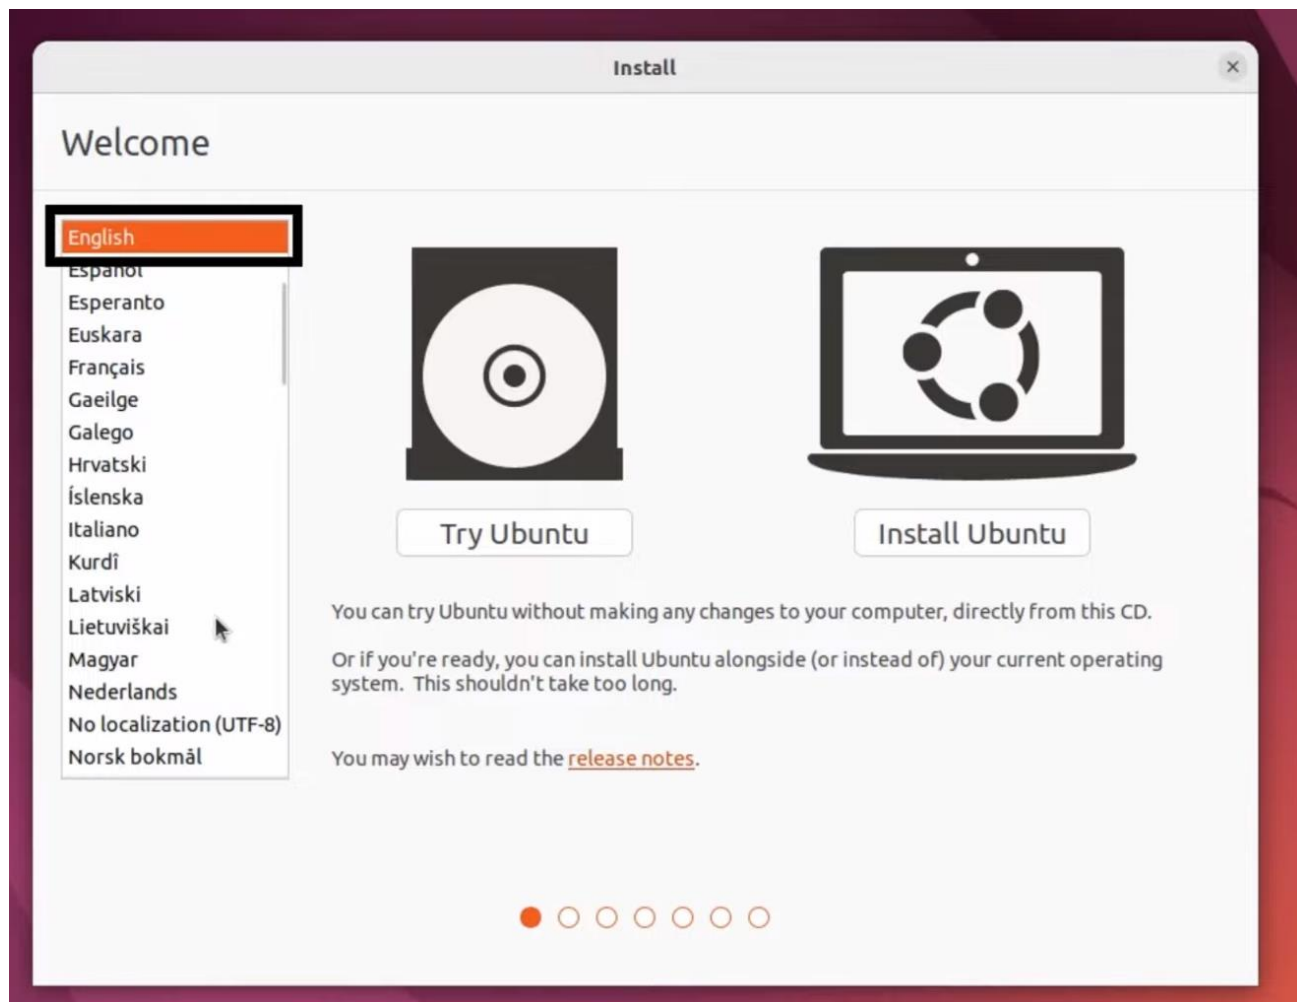 Install
Welcome
English
Español
Esperanto
Euskara
Français
Gaeilge
Galego
Hrvatski
Íslenska
Italiano
Kurdî
Latviski
Lietuviškai
Magyar
Nederlands
No localization (UTF-8)
Norsk bokmål
Try Ubuntu
Install Ubuntu
You can try Ubuntu without making any changes to your computer, directly from this CD.
Or if you're ready, you can install Ubuntu alongside (or instead of) your current operating
system. This shouldn't take too long.
You may wish to read the release notes.